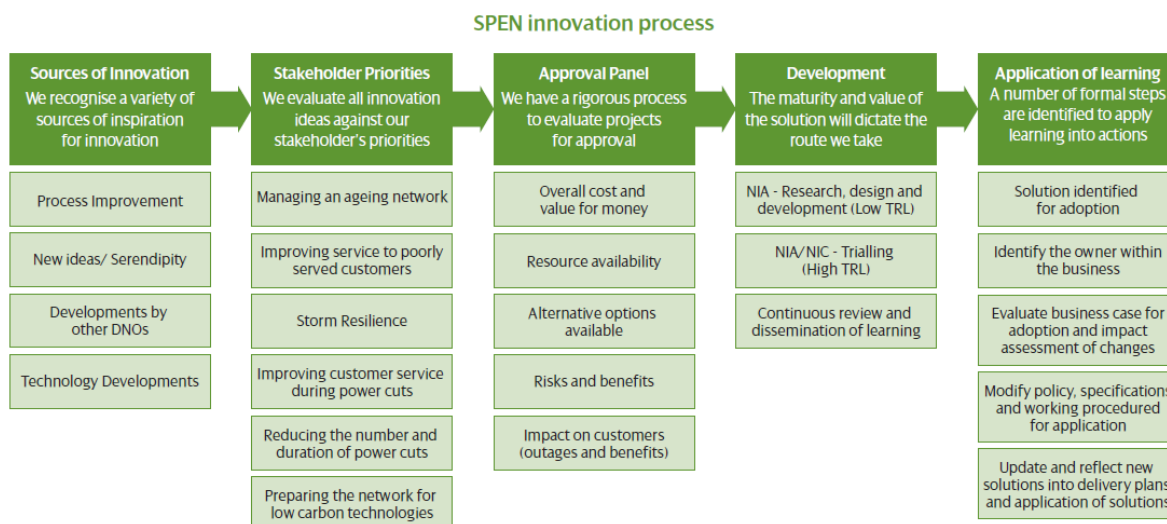 SPEN innovation process
Sources of Innovation
We recognise a variety of
sources of inspiration
for innovation
Process Improvement
New ideas/ Serendipity
Developments by
other DNOs
Technology Developments
Stakeholder Priorities
We evaluate all innovation
ideas against our
stakeholder's priorities
Managing an ageing network
Improving service to poorly
served customers
Storm Resilience
Improving customer service
during power cuts
Reducing the number and
duration of power cuts
Preparing the network for
low carbon technologies
Approval Panel
We have a rigorous process
to evaluate projects
for approval
Overall cost and
value for money
Resource availability
Alternative options
available
Risks and benefits
Impact on customers
(outages and benefits)
Development
The maturity and value of
the solution will dictate the
route we take
NIA - Research, design and
development (Low TRL)
NIA/NIC - Trialling
(High TRL)
Continuous review and
dissemination of learning
Application of learning
A number of formal steps
are identified to apply
learning into actions
Solution identified
for adoption
Identify the owner within
the business
Evaluate business case for
adoption and impact
assessment of changes
Modify policy, specifications
and working procedured
for application
Update and reflect new
solutions into delivery plans
and application of solutions